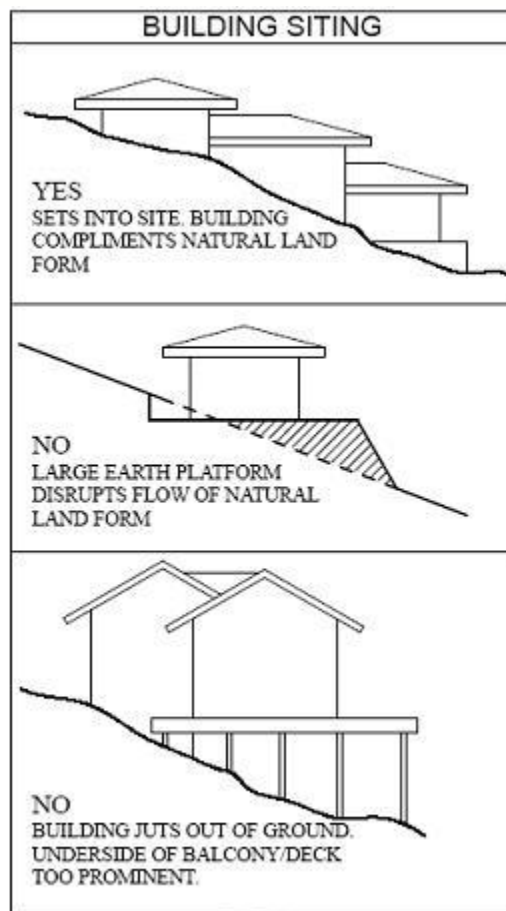 BUILDING SITING
YES
SETS INTO SITE. BUILDING
COMPLIMENTS NATURAL LAND
FORM
NO
LARGE EARTH PLATFORM
DISRUPTS FLOW OF NATURAL
LAND FORM
NO
BUILDING JUTS OUT OF GROUND.
UNDERSIDE OF BALCONY/DECK
TOO PROMINENT.